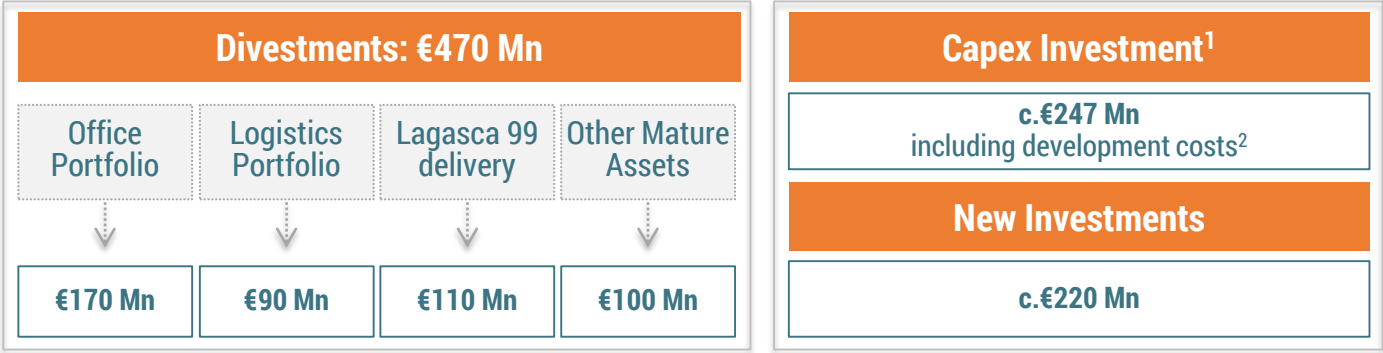 Divestments: €470 Mn
Office
Portfolio
Logistics
Portfolio
Lagasca 99
delivery
Other Mature
Assets
€170 Mn
€90 Mn
€110 Mn
€100 Mn
Capex Investment¹
c.€247 Mn
including development costs²
New Investments
c.€220 Mn